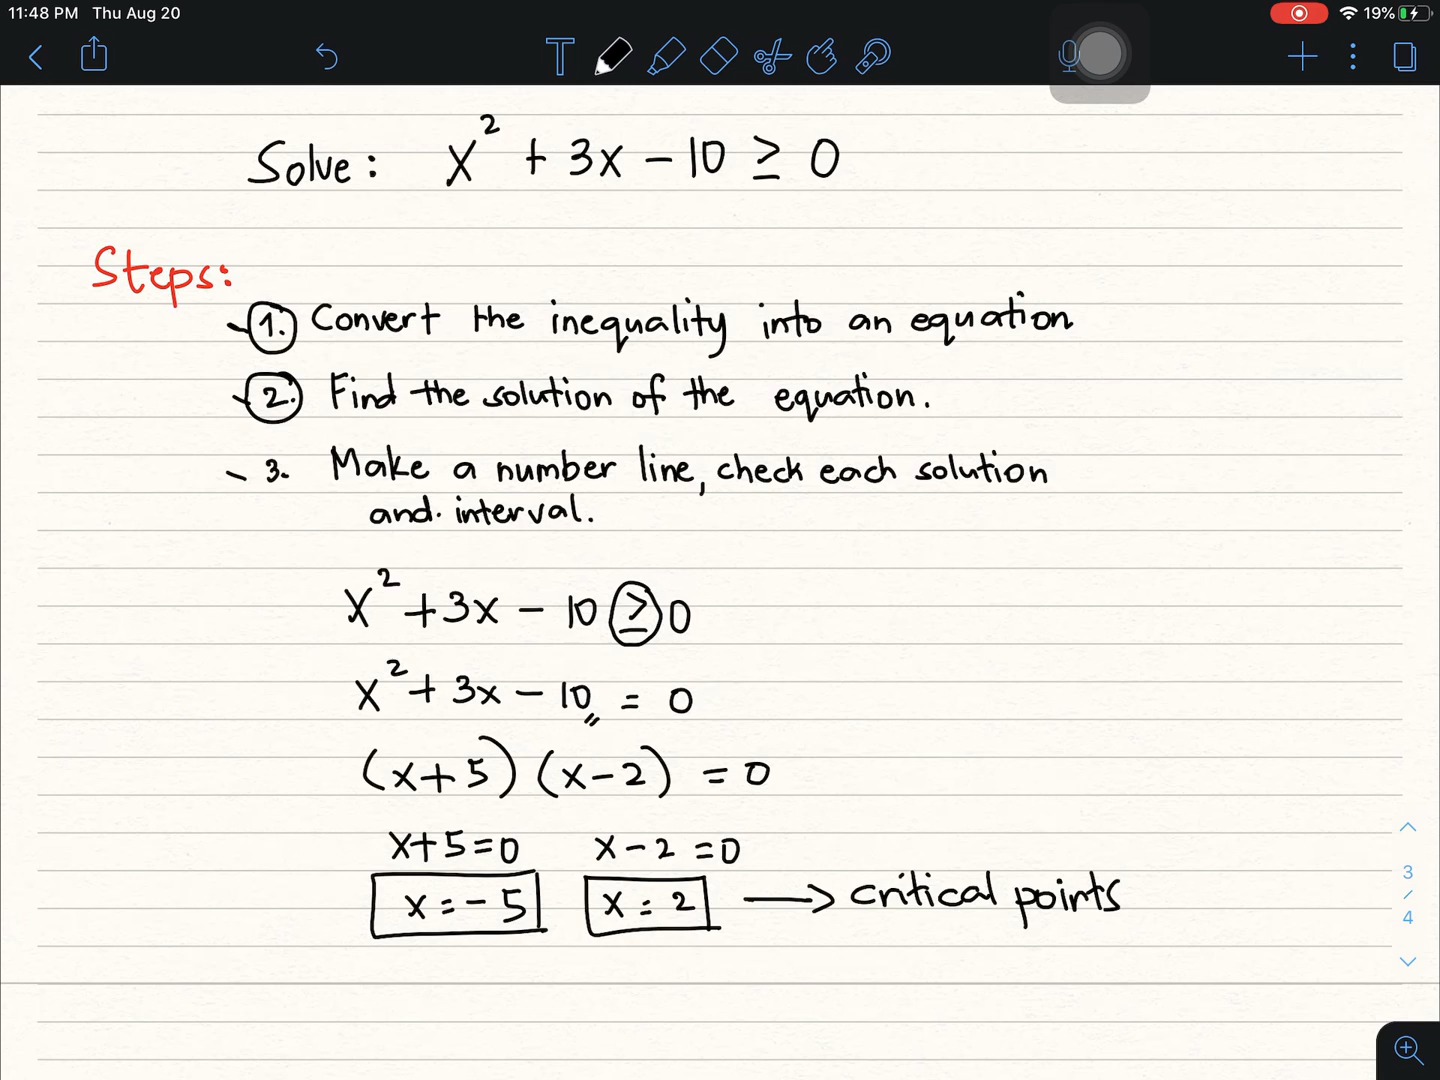 11:48 PM Thu Aug 20 19%
Solve: x² + 3x - 10 ≥ 0
Steps:
1. Convert the inequality into an equation
2. Find the solution of the equation.
3. Make a number line, check each solution
and. interval.
x² + 3x - 10 ≥ 0
x² + 3x - 10 = 0
(x+5) (x-2) = 0
x+5=0 x-2=0
x=-5 x=2 → critical points
3
/
4